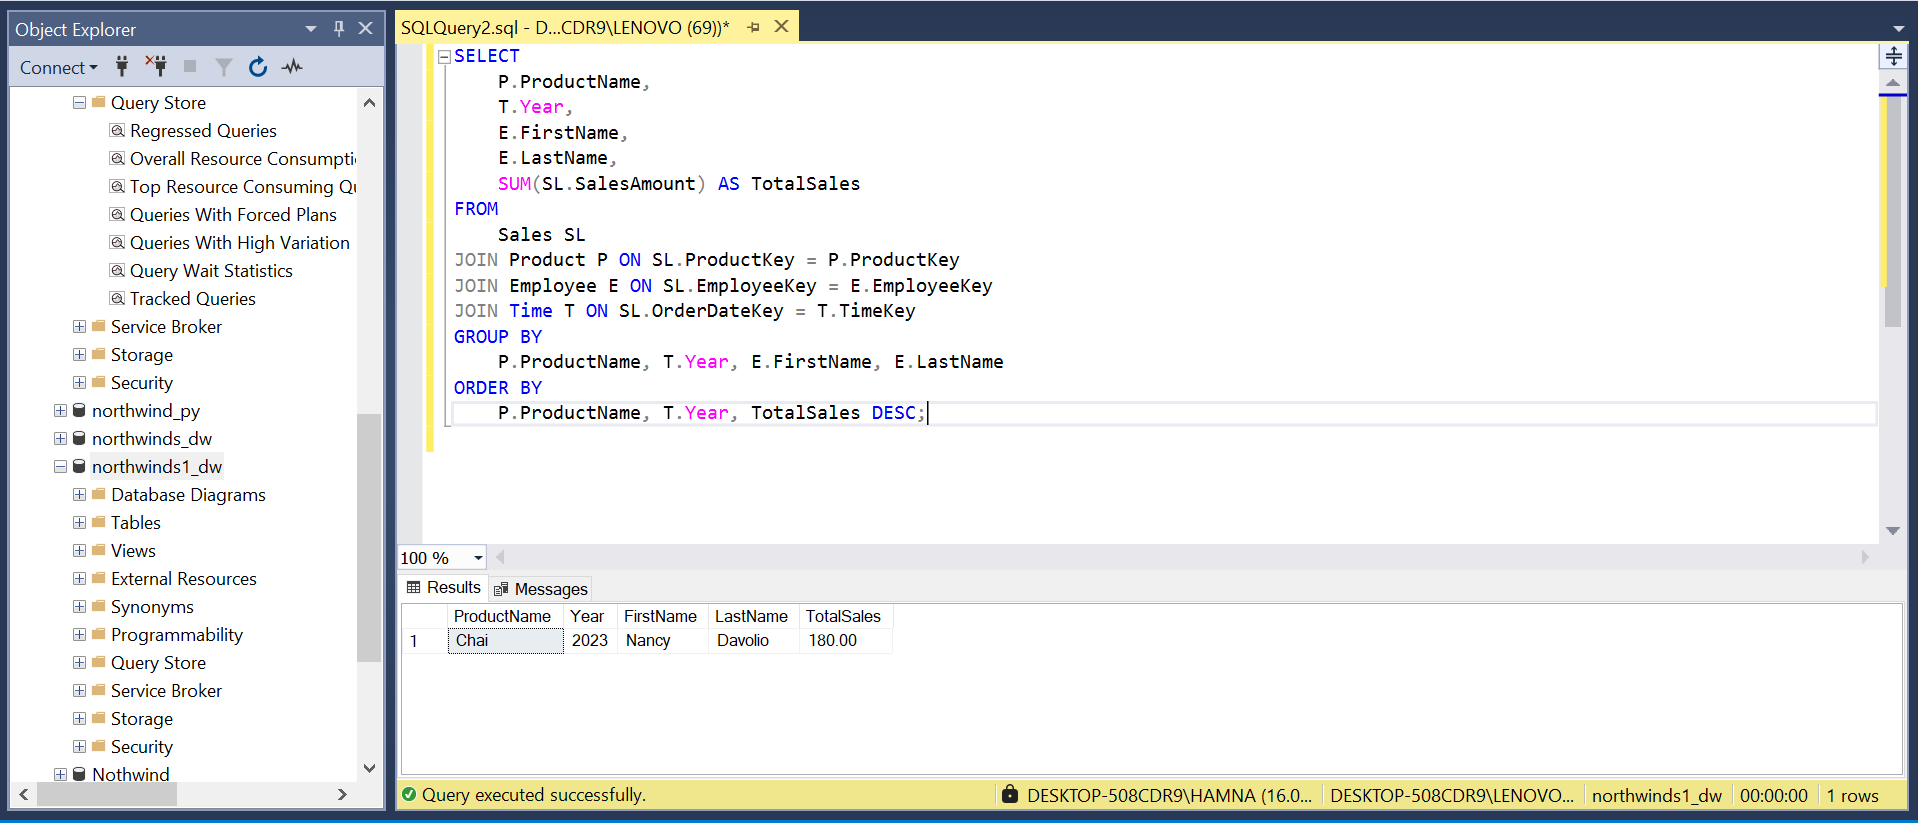 Object Explorer
Connect
Query Store
Regressed Queries
Overall Resource Consumpti
Top Resource Consuming Qu
Queries With Forced Plans
Queries With High Variation
Query Wait Statistics
Tracked Queries
Service Broker
Storage
Security
northwind_py
northwinds_dw
northwinds1_dw
Database Diagrams
Tables
Views
External Resources
Synonyms
Programmability
Query Store
Service Broker
Storage
Security
Nothwind
SQLQuery2.sql - D...CDR9\LENOVO (69))*
SELECT
P.ProductName,
T.Year,
E.FirstName,
E.LastName,
SUM(SL.SalesAmount) AS TotalSales
FROM
Sales SL
JOIN Product P ON SL.ProductKey = P.ProductKey
JOIN Employee E ON SL.EmployeeKey = E.EmployeeKey
JOIN Time T ON SL.OrderDateKey = T.TimeKey
GROUP BY
P.ProductName, T.Year, E.FirstName, E.LastName
ORDER BY
P.ProductName, T.Year, TotalSales DESC;
100 %
Results Messages
ProductName Year FirstName LastName TotalSales
1 Chai 2023 Nancy Davolio 180.00
Query executed successfully. DESKTOP-508CDR9\HAMNA (16.0... DESKTOP-508CDR9\LENOVO... northwinds1_dw 00:00:00 1 rows